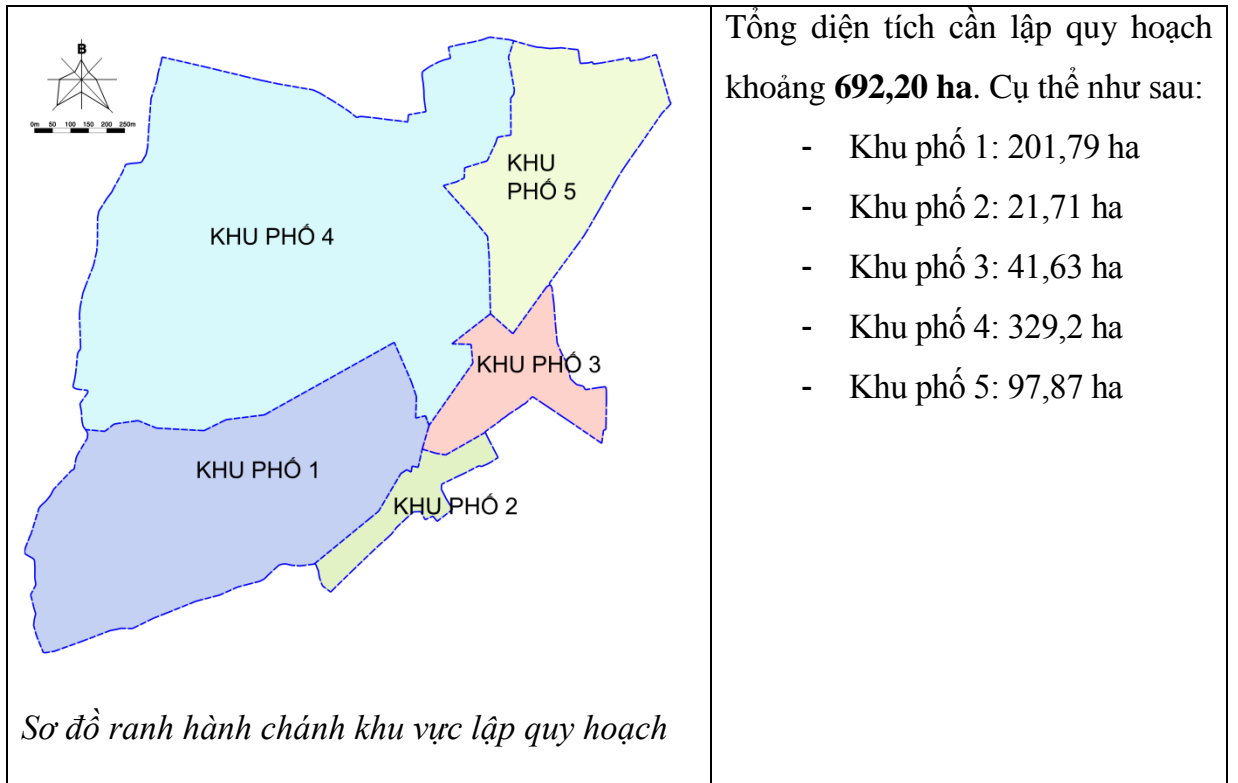 B
0m 50 100 150 200 250m
KHU
PHỐ 5
KHU PHỐ 4
KHU PHỐ 3
KHU PHỐ 1
KHU PHỐ 2
Sơ đồ ranh hành chánh khu vực lập quy hoạch
Tổng diện tích cần lập quy hoạch
khoảng 692,20 ha. Cụ thể như sau:
- Khu phố 1: 201,79 ha
- Khu phố 2: 21,71 ha
- Khu phố 3: 41,63 ha
- Khu phố 4: 329,2 ha
- Khu phố 5: 97,87 ha